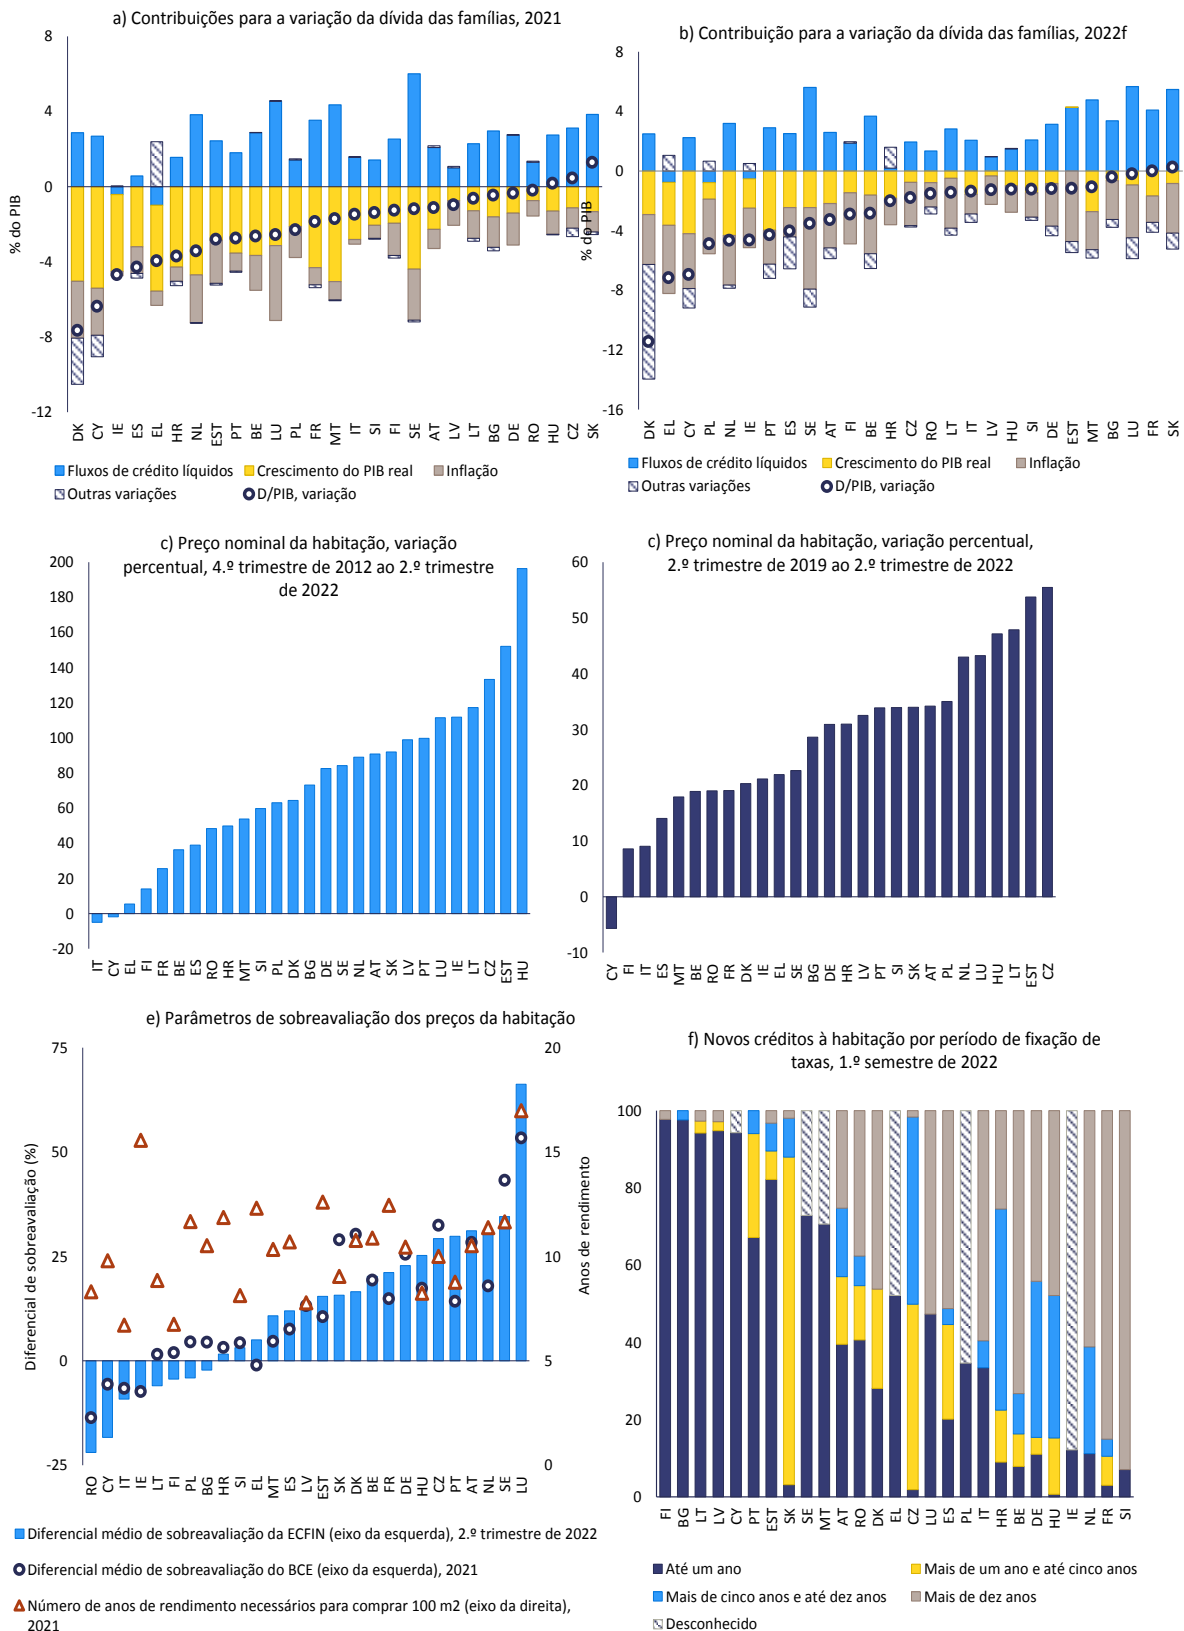 a) Contribuições para a variação da dívida das famílias, 2021
8
4
0
-4
-8
-12
% do PIB
DK CY IE ES EL HR NL EST PT BE LU PL FR MT IT SI FI SE AT LV LT BG DE RO HU CZ SK
Fluxos de crédito líquidos Crescimento do PIB real Inflação
Outras variações D/PIB, variação
b) Contribuição para a variação da dívida das famílias, 2022f
8
4
0
-4
-8
-12
-16
% do PIB
DK EL CY PL NL IE PT ES SE AT FI BE HR CZ RO LT IT LV HU SI DE EST MT BG LU FR SK
Fluxos de crédito líquidos Crescimento do PIB real Inflação
Outras variações D/PIB, variação
c) Preço nominal da habitação, variação
percentual, 4.º trimestre de 2012 ao 2.º trimestre
de 2022
200
180
160
140
120
100
80
60
40
20
0
-20
IT CY EL FI FR BE ES RO HR MT SI PL DK BG DE SE NL AT SK LV PT LU IE LT CZ EST HU
c) Preço nominal da habitação, variação percentual,
2.º trimestre de 2019 ao 2.º trimestre de 2022
60
50
40
30
20
10
0
-10
CY FI IT ES MT BE RO FR DK IE EL SE BG DE HR LV PT SI SK AT PL NL LU HU LT EST CZ
e) Parâmetros de sobreavaliação dos preços da habitação
75
50
25
0
-25
Diferencial de sobreavaliação (%)
20
15
10
5
0
Anos de rendimento
RO CY IT IE LT FI PL BG HR SI EL MT ES LV EST SK DK BE FR DE HU CZ PT AT NL SE LU
Diferencial médio de sobreavaliação da ECFIN (eixo da esquerda), 2.º trimestre de 2022
Diferencial médio de sobreavaliação do BCE (eixo da esquerda), 2021
Número de anos de rendimento necessários para comprar 100 m2 (eixo da direita),
2021
f) Novos créditos à habitação por período de fixação de
taxas, 1.º semestre de 2022
100
80
60
40
20
0
FI BG LT LV CY PT EST SK SE MT AT RO DK EL CZ LU ES PL IT HR BE DE HU IE NL FR SI
Até um ano Mais de um ano e até cinco anos
Mais de cinco anos e até dez anos Mais de dez anos
Desconhecido